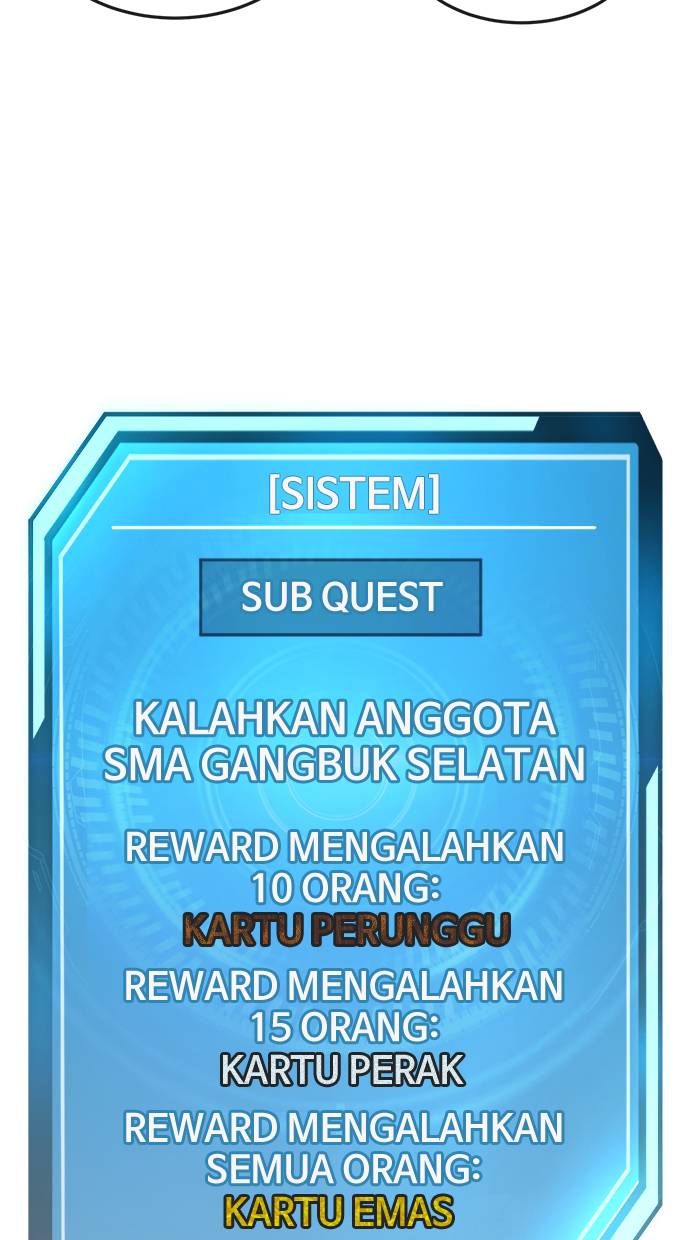 [SISTEM]
SUB QUEST
KALAHKAN ANGGOTA
SMA GANGBUK SELATAN
REWARD MENGALAHKAN
10 ORANG:
KARTU PERUNGGU
REWARD MENGALAHKAN
15 ORANG:
KARTU PERAK
REWARD MENGALAHKAN
SEMUA ORANG:
KARTU EMAS